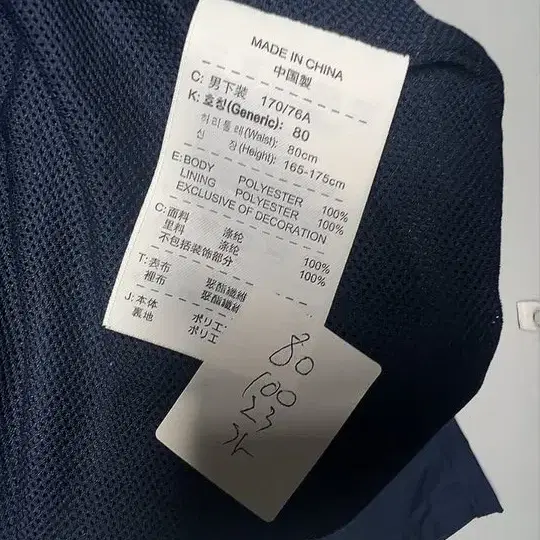 MADE IN CHINA
中国製
C: 男下裝 170/76A
K: 호칭(Generic): 80
허리둘레(Waist): 80cm
신 장(Height): 165-175cm
E: BODY POLYESTER 100%
LINING POLYESTER 100%
EXCLUSIVE OF DECORATION
C: 面料 涤纶 100%
里料 涤纶 100%
不包括装饰部分
T: 表布 聚酯纖維
裡布 聚酯纖維
J: 本体 ポリエ
裏地 ポリエ
80
100
23